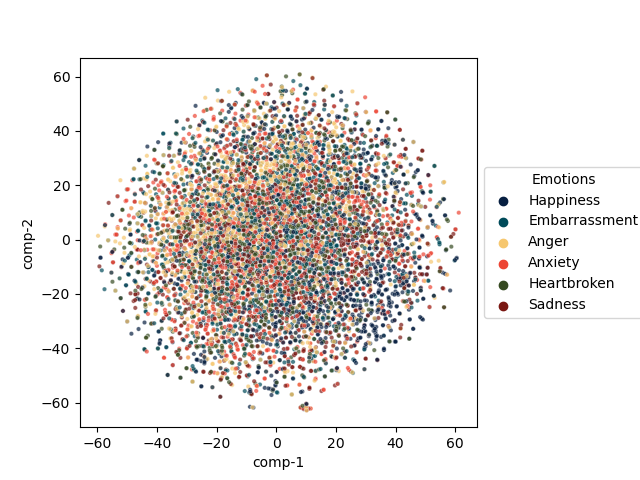 60
40
20
0
−20
−40
−60
comp-2
−60 −40 −20 0 20 40 60
comp-1
Emotions
Happiness
Embarrassment
Anger
Anxiety
Heartbroken
Sadness